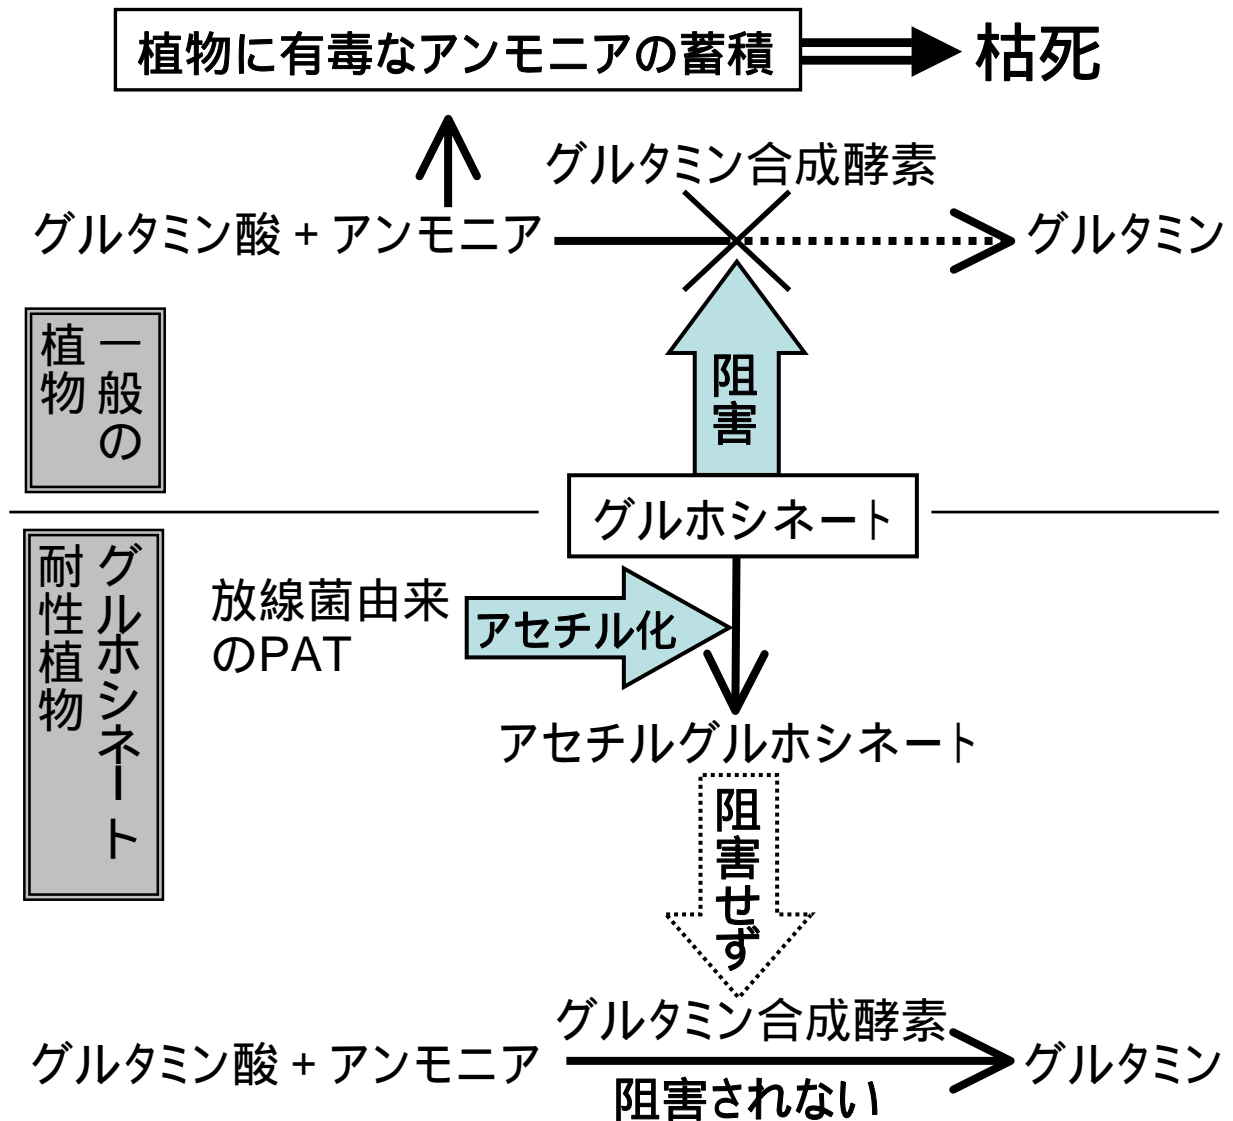 植物に有毒なアンモニアの蓄積
枯死
グルタミン合成酵素
グルタミン酸 + アンモニア
グルタミン
一般の
植物
阻害
グルホシネート
グルホシネート
耐性植物
放線菌由来
のPAT
アセチル化
アセチルグルホシネート
阻害せず
グルタミン合成酵素
グルタミン酸 + アンモニア
グルタミン
阻害されない